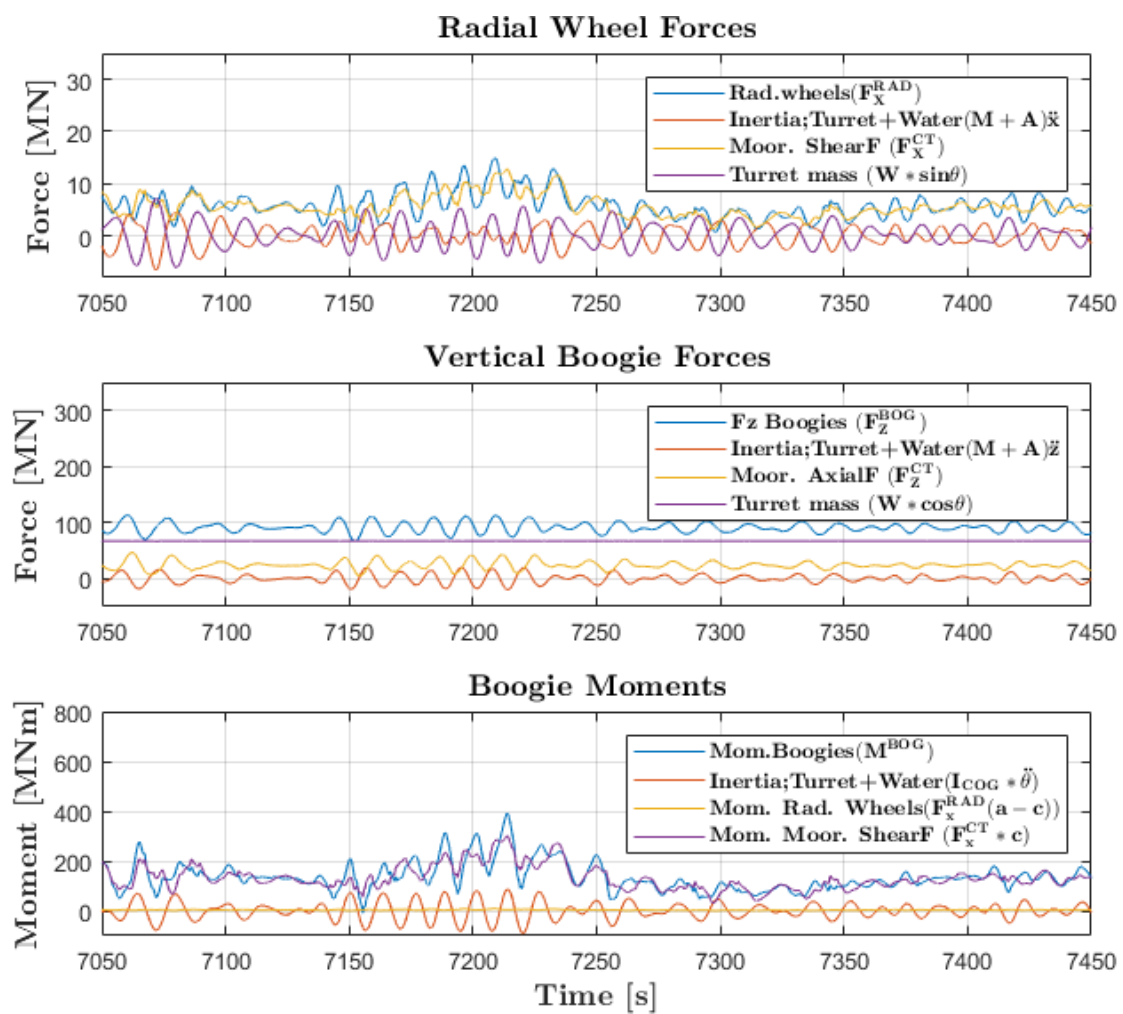 Radial Wheel Forces
Force [MN]
30
20
10
0
Rad.wheels(F_X^RAD)
Inertia;Turret+Water(M + A)ẍ
Moor. ShearF (F_X^CT)
Turret mass (W * sinθ)
7050 7100 7150 7200 7250 7300 7350 7400 7450
Vertical Boogie Forces
Force [MN]
300
200
100
0
Fz Boogies (F_Z^BOG)
Inertia;Turret+Water(M + A)z̈
Moor. AxialF (F_Z^CT)
Turret mass (W * cosθ)
7050 7100 7150 7200 7250 7300 7350 7400 7450
Boogie Moments
Moment [MNm]
800
600
400
200
0
Mom.Boogies(M^BOG)
Inertia;Turret+Water(I_COG * θ̈)
Mom. Rad. Wheels(F_x^RAD(a − c))
Mom. Moor. ShearF (F_x^CT * c)
7050 7100 7150 7200 7250 7300 7350 7400 7450
Time [s]